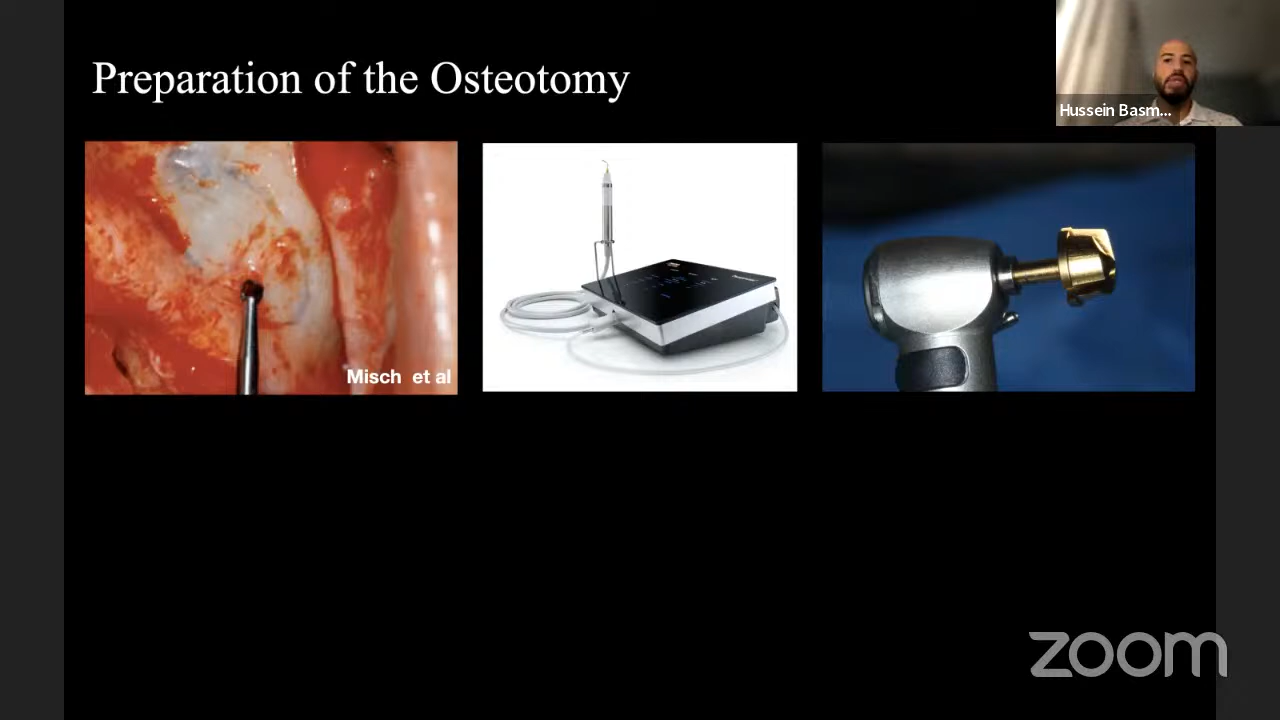 Preparation of the Osteotomy
Hussein Basm...
Misch et al
zoom